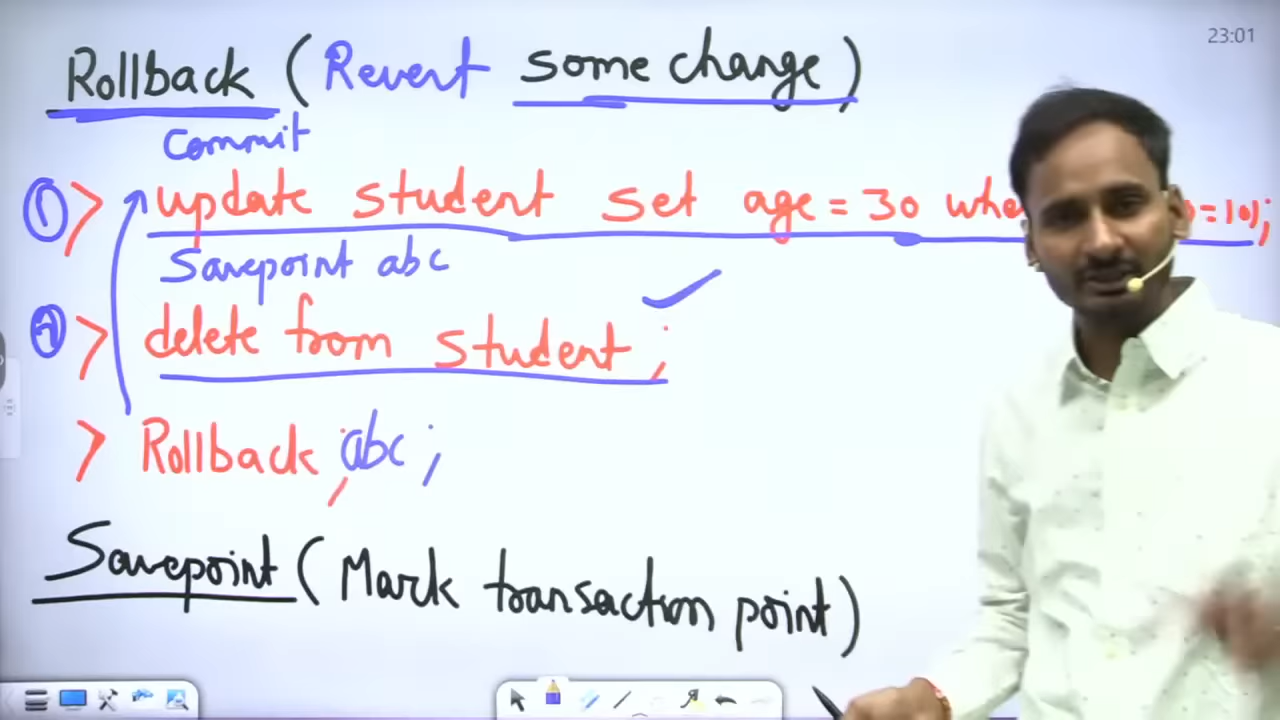 23:01
Rollback (Revert some change)
commit
① > update student set age = 30 =101;
Savepoint abc
② > delete from student ;
> Rollback ; abc ;
Savepoint (Mark transaction point)